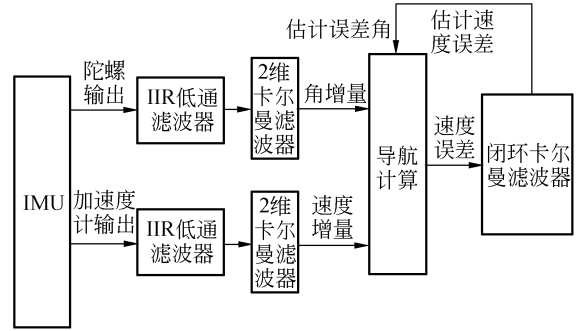 估计误差角
估计速
度误差
陀螺
输出
IIR低通
滤波器
2维
卡尔
曼滤
波器
角增量
导航
计算
速度
误差
闭环卡尔
曼滤波器
IMU
加速度
计输出
IIR低通
滤波器
2维
卡尔
曼滤
波器
速度
增量